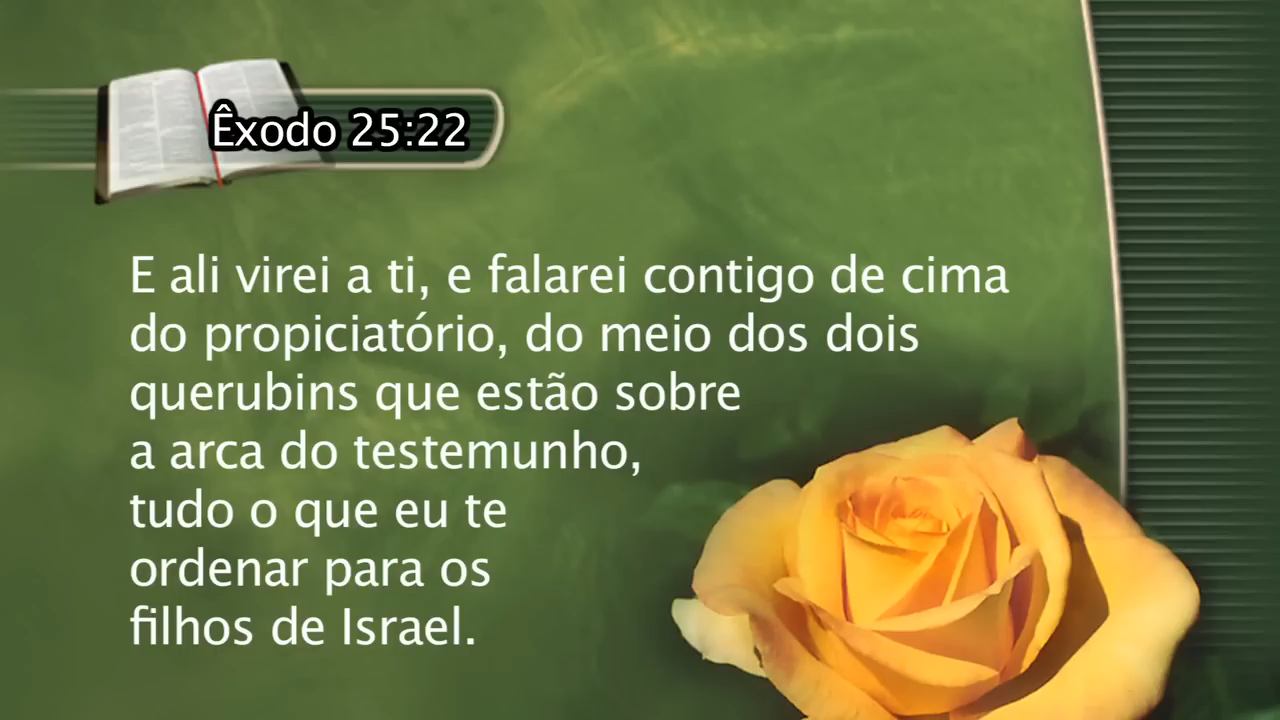 Êxodo 25:22
E ali virei a ti, e falarei contigo de cima
do propiciatório, do meio dos dois
querubins que estão sobre
a arca do testemunho,
tudo o que eu te
ordenar para os
filhos de Israel.